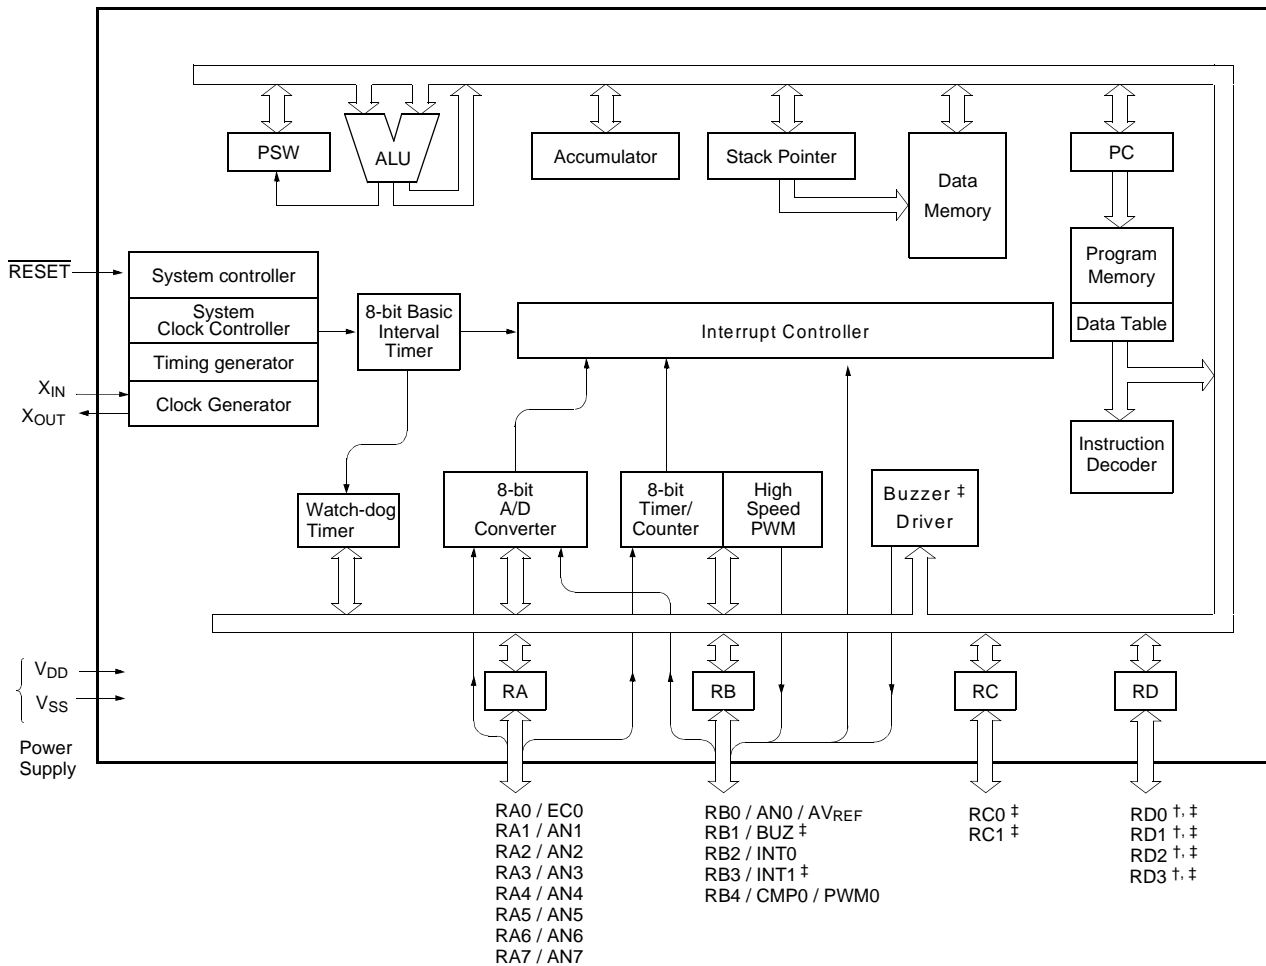 PSW
ALU
Accumulator
Stack Pointer
Data
Memory
PC
Program
Memory
Data Table
Instruction
Decoder
RESET
System controller
System
Clock Controller
Timing generator
Clock Generator
XIN
XOUT
8-bit Basic
Interval
Timer
Interrupt Controller
Watch-dog
Timer
8-bit
A/D
Converter
8-bit
Timer/
Counter
High
Speed
PWM
Buzzer ‡
Driver
VDD
VSS
Power
Supply
RA
RB
RC
RD
RA0 / EC0
RA1 / AN1
RA2 / AN2
RA3 / AN3
RA4 / AN4
RA5 / AN5
RA6 / AN6
RA7 / AN7
RB0 / AN0 / AVREF
RB1 / BUZ ‡
RB2 / INT0
RB3 / INT1 ‡
RB4 / CMP0 / PWM0
RC0 ‡
RC1 ‡
RD0 †, ‡
RD1 †, ‡
RD2 †, ‡
RD3 †, ‡